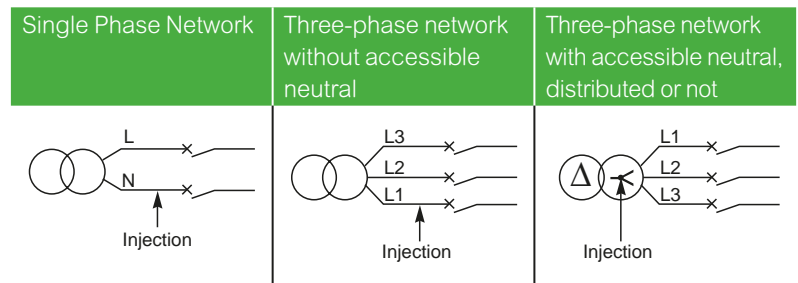 Single Phase Network
Three-phase network
without accessible
neutral
Three-phase network
with accessible neutral,
distributed or not
L
N
Injection
L3
L2
L1
Injection
Δ
L1
L2
L3
Injection